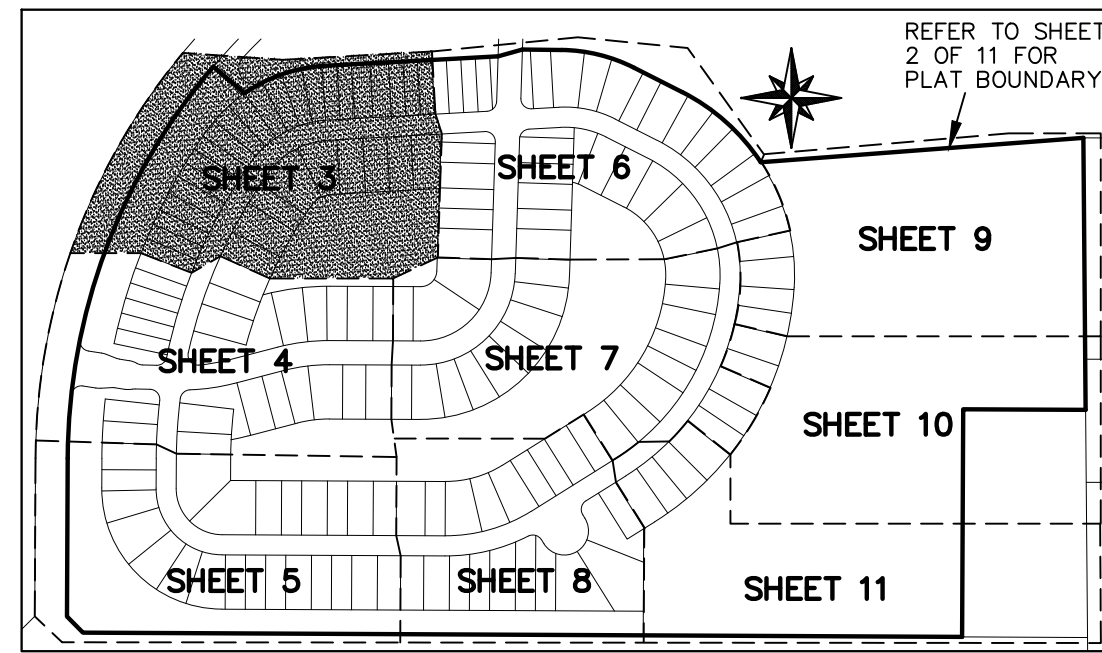 REFER TO SHEET
2 OF 11 FOR
PLAT BOUNDARY
SHEET 3
SHEET 6
SHEET 9
SHEET 4
SHEET 7
SHEET 10
SHEET 5
SHEET 8
SHEET 11